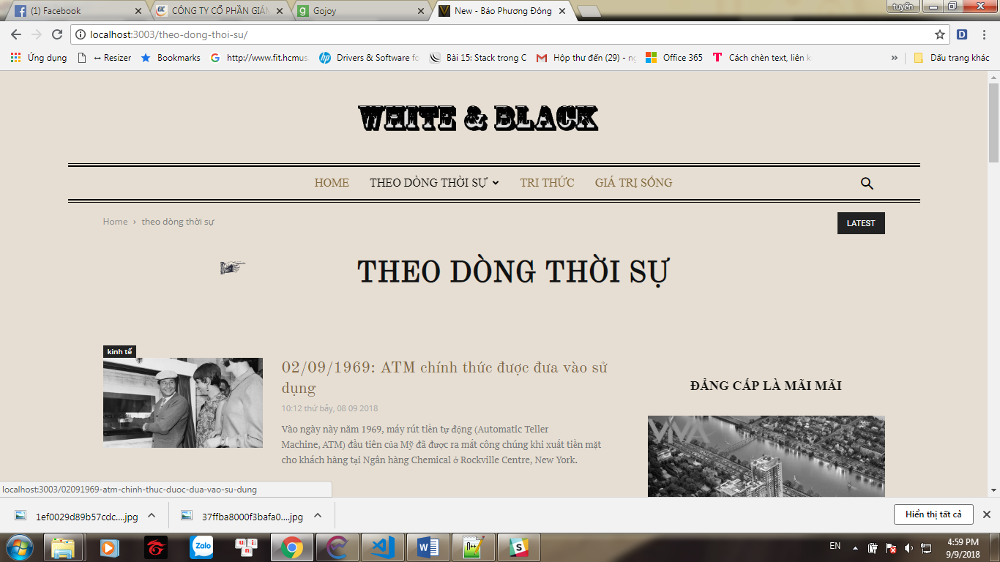 (1) Facebook
CÔNG TY CỔ PHẦN GIÁM
Gojoy
New - Báo Phương Đông
tuyến
localhost:3003/theo-dong-thoi-su/
Ứng dụng
↔ Resizer
Bookmarks
http://www.fit.hcmus
Drivers & Software fo
Bài 15: Stack trong C
Hộp thư đến (29) - ng
Office 365
Cách chèn text, liên k
»
Dấu trang khác
WHITE & BLACK
HOME
THEO DÒNG THỜI SỰ
TRI THỨC
GIÁ TRỊ SỐNG
Home › theo dòng thời sự
LATEST
THEO DÒNG THỜI SỰ
kinh tế
02/09/1969: ATM chính thức được đưa vào sử
dụng
10:12 thứ bảy, 08 09 2018
Vào ngày này năm 1969, máy rút tiền tự động (Automatic Teller
Machine, ATM) đầu tiên của Mỹ đã được ra mắt công chúng khi xuất tiền mặt
cho khách hàng tại Ngân hàng Chemical ở Rockville Centre, New York.
ĐẲNG CẤP LÀ MÃI MÃI
VIVA
localhost:3003/02091969-atm-chinh-thuc-duoc-dua-vao-su-dung
1ef0029d89b57cdc....jpg
37ffba8000f3bafa0....jpg
Hiển thị tất cả
Zalo
EN
4:59 PM
9/9/2018